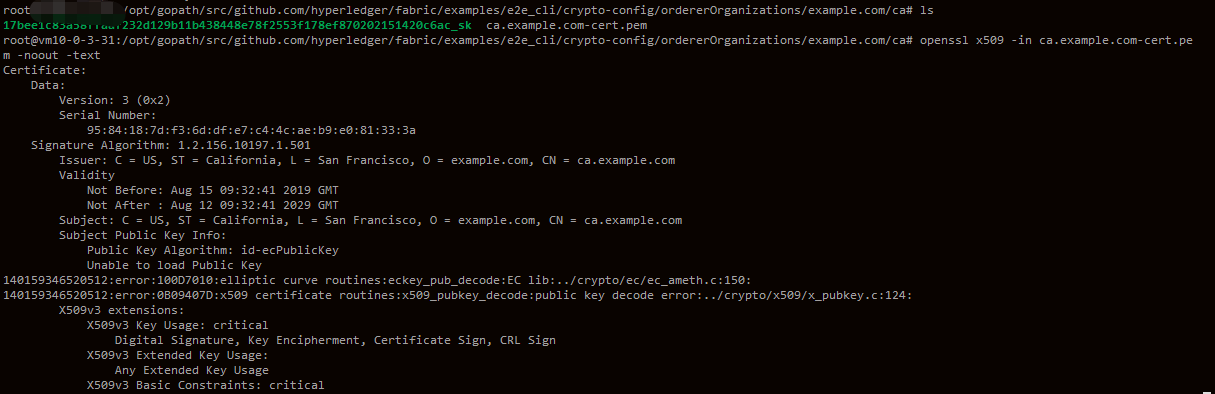 root :/opt/gopath/src/github.com/hyperledger/fabric/examples/e2e_cli/crypto-config/ordererOrganizations/example.com/ca# ls
ca.example.com-cert.pem
root@vm10-0-3-31:/opt/gopath/src/github.com/hyperledger/fabric/examples/e2e_cli/crypto-config/ordererOrganizations/example.com/ca# openssl x509 -in ca.example.com-cert.pe
m -noout -text
Certificate:
Data:
Version: 3 (0x2)
Serial Number:
95:84:18:7d:f3:6d:df:e7:c4:4c:ae:b9:e0:81:33:3a
Signature Algorithm: 1.2.156.10197.1.501
Issuer: C = US, ST = California, L = San Francisco, O = example.com, CN = ca.example.com
Validity
Not Before: Aug 15 09:32:41 2019 GMT
Not After : Aug 12 09:32:41 2029 GMT
Subject: C = US, ST = California, L = San Francisco, O = example.com, CN = ca.example.com
Subject Public Key Info:
Public Key Algorithm: id-ecPublicKey
Unable to load Public Key
140159346520512:error:100D7010:elliptic curve routines:eckey_pub_decode:EC lib:../crypto/ec/ec_ameth.c:150:
140159346520512:error:0B09407D:x509 certificate routines:x509_pubkey_decode:public key decode error:../crypto/x509/x_pubkey.c:124:
X509v3 extensions:
X509v3 Key Usage: critical
Digital Signature, Key Encipherment, Certificate Sign, CRL Sign
X509v3 Extended Key Usage:
Any Extended Key Usage
X509v3 Basic Constraints: critical